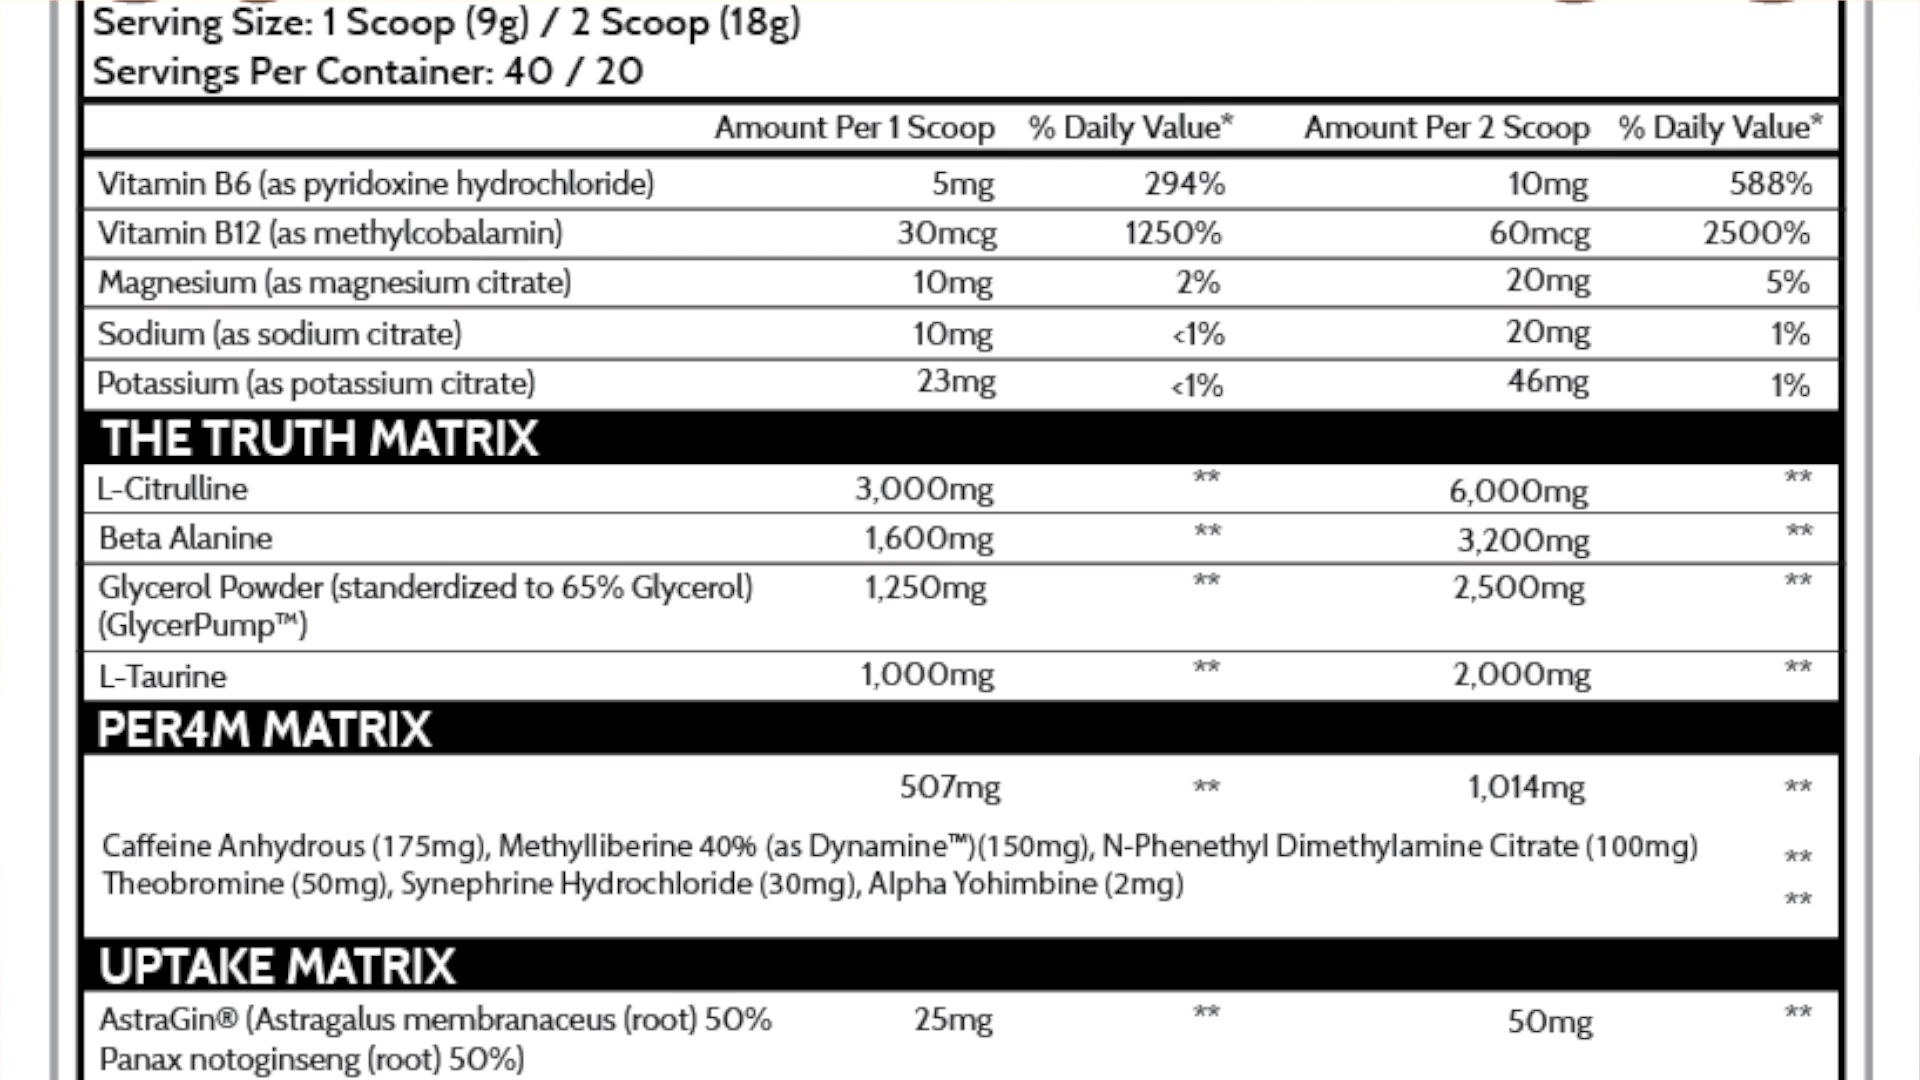 Serving Size: 1 Scoop (9g) / 2 Scoop (18g)
Servings Per Container: 40 / 20
Amount Per 1 Scoop % Daily Value* Amount Per 2 Scoop % Daily Value*
Vitamin B6 (as pyridoxine hydrochloride) 5mg 294% 10mg 588%
Vitamin B12 (as methylcobalamin) 30mcg 1250% 60mcg 2500%
Magnesium (as magnesium citrate) 10mg 2% 20mg 5%
Sodium (as sodium citrate) 10mg <1% 20mg 1%
Potassium (as potassium citrate) 23mg <1% 46mg 1%
THE TRUTH MATRIX
L-Citrulline 3,000mg ** 6,000mg **
Beta Alanine 1,600mg ** 3,200mg **
Glycerol Powder (standerdized to 65% Glycerol) 1,250mg ** 2,500mg **
(GlycerPump™)
L-Taurine 1,000mg ** 2,000mg **
PER4M MATRIX
507mg ** 1,014mg **
Caffeine Anhydrous (175mg), Methylliberine 40% (as Dynamine™)(150mg), N-Phenethyl Dimethylamine Citrate (100mg) **
Theobromine (50mg), Synephrine Hydrochloride (30mg), Alpha Yohimbine (2mg) **
UPTAKE MATRIX
AstraGin® (Astragalus membranaceus (root) 50% 25mg ** 50mg **
Panax notoginseng (root) 50%)